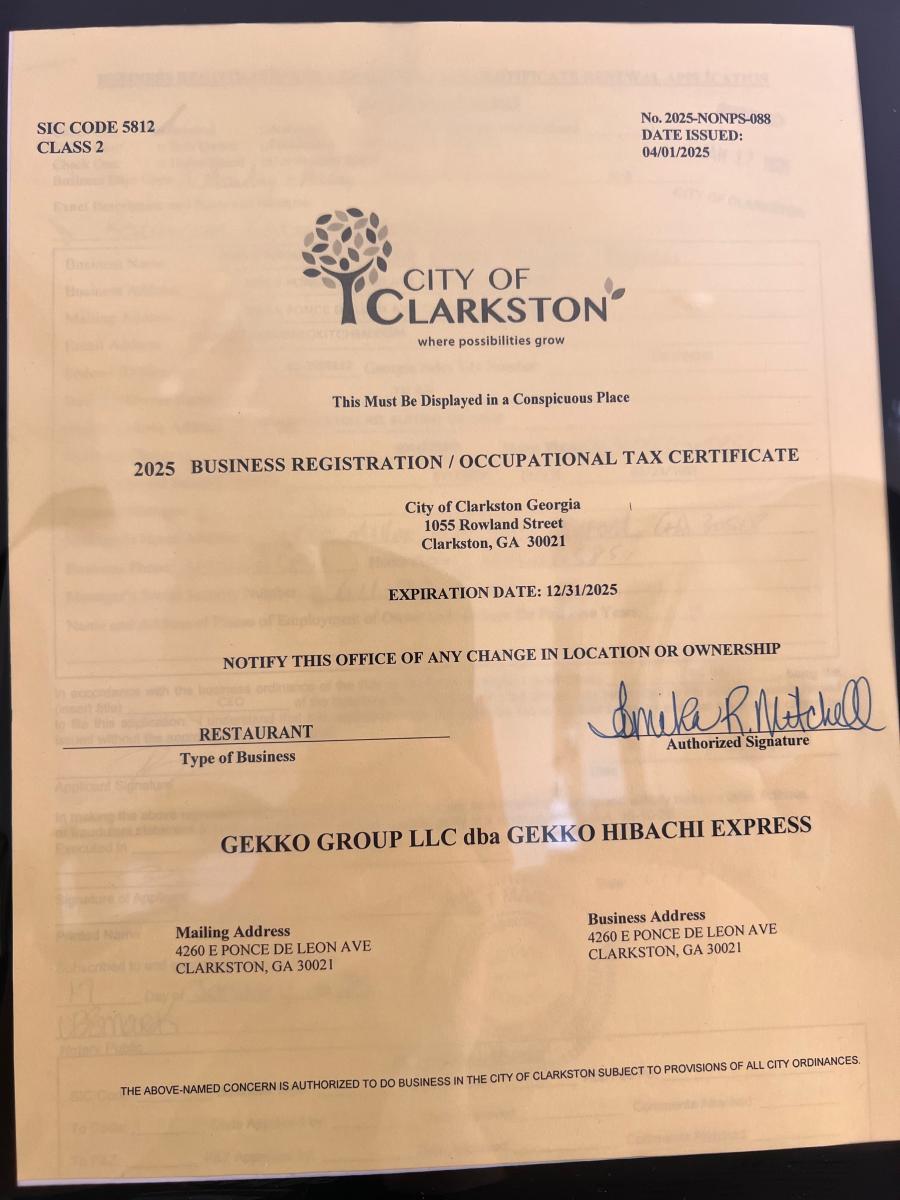 SIC CODE 5812
CLASS 2
No. 2025-NONPS-088
DATE ISSUED:
04/01/2025
CITY OF
CLARKSTON
where possibilities grow
This Must Be Displayed in a Conspicuous Place
2025 BUSINESS REGISTRATION / OCCUPATIONAL TAX CERTIFICATE
City of Clarkston Georgia
1055 Rowland Street
Clarkston, GA 30021
EXPIRATION DATE: 12/31/2025
NOTIFY THIS OFFICE OF ANY CHANGE IN LOCATION OR OWNERSHIP
RESTAURANT
Type of Business
R. Mitchell
Authorized Signature
GEKKO GROUP LLC dba GEKKO HIBACHI EXPRESS
Mailing Address
4260 E PONCE DE LEON AVE
CLARKSTON, GA 30021
Business Address
4260 E PONCE DE LEON AVE
CLARKSTON, GA 30021
THE ABOVE-NAMED CONCERN IS AUTHORIZED TO DO BUSINESS IN THE CITY OF CLARKSTON SUBJECT TO PROVISIONS OF ALL CITY ORDINANCES.